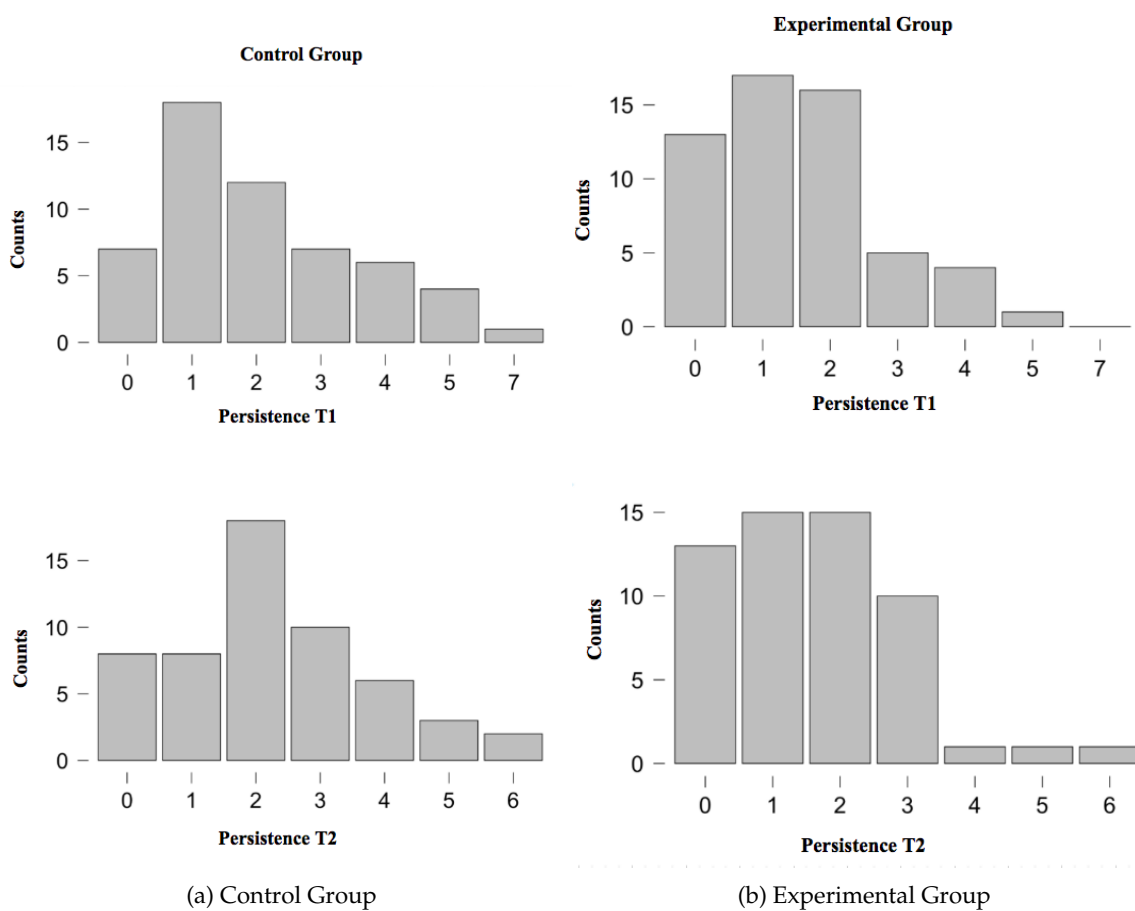 Control Group
15
10
5
0
Counts
0 1 2 3 4 5 7
Persistence T1
Experimental Group
15
10
5
0
Counts
0 1 2 3 4 5 7
Persistence T1
15
10
5
0
Counts
0 1 2 3 4 5 6
Persistence T2
15
10
5
0
Counts
0 1 2 3 4 5 6
Persistence T2
(a) Control Group
(b) Experimental Group